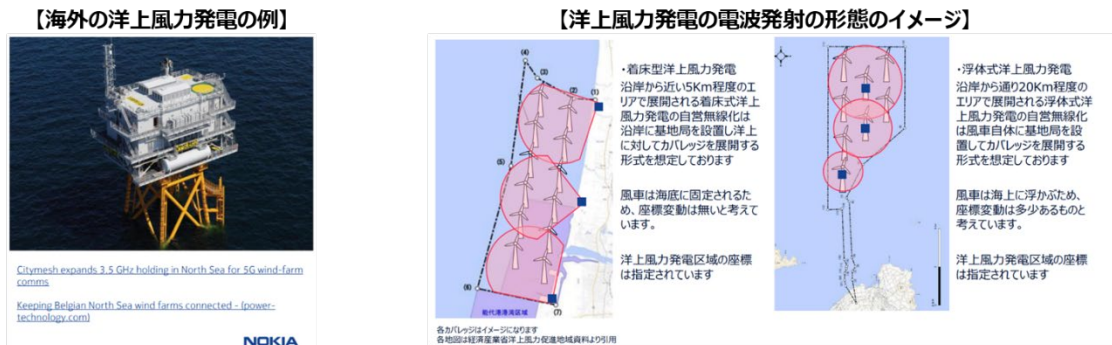 【海外の洋上風力発電の例】
Citymesh expands 3.5 GHz holding in North Sea for 5G wind-farm
comms
Keeping Belgian North Sea wind farms connected - (power-
technology.com)
NOKIA
【洋上風力発電の電波発射の形態のイメージ】
(4)
(3)
(2)
(1)
(5)
(6)
(7)
能代港港湾区域
・着床型洋上風力発電
沿岸から近い5Km程度のエ
リアで展開される着床式洋上
風力発電の自営無線化は
沿岸に基地局を設置し洋上
に対してカバレッジを展開する
形式を想定しております
風車は海底に固定されるた
め、座標変動は無いと考えて
います。
洋上風力発電区域の座標
は指定されています
・浮体式洋上風力発電
沿岸から通り20Km程度の
エリアで展開される浮体式洋
上風力発電の自営無線化
は風車自体に基地局を設
置してカバレッジを展開する
形式を想定しております
風車は海上に浮かぶため、
座標変動は多少あるものと
考えています。
洋上風力発電区域の座標
は指定されています
各カバレッジはイメージになります
各地図は経済産業省洋上風力促進地域資料より引用